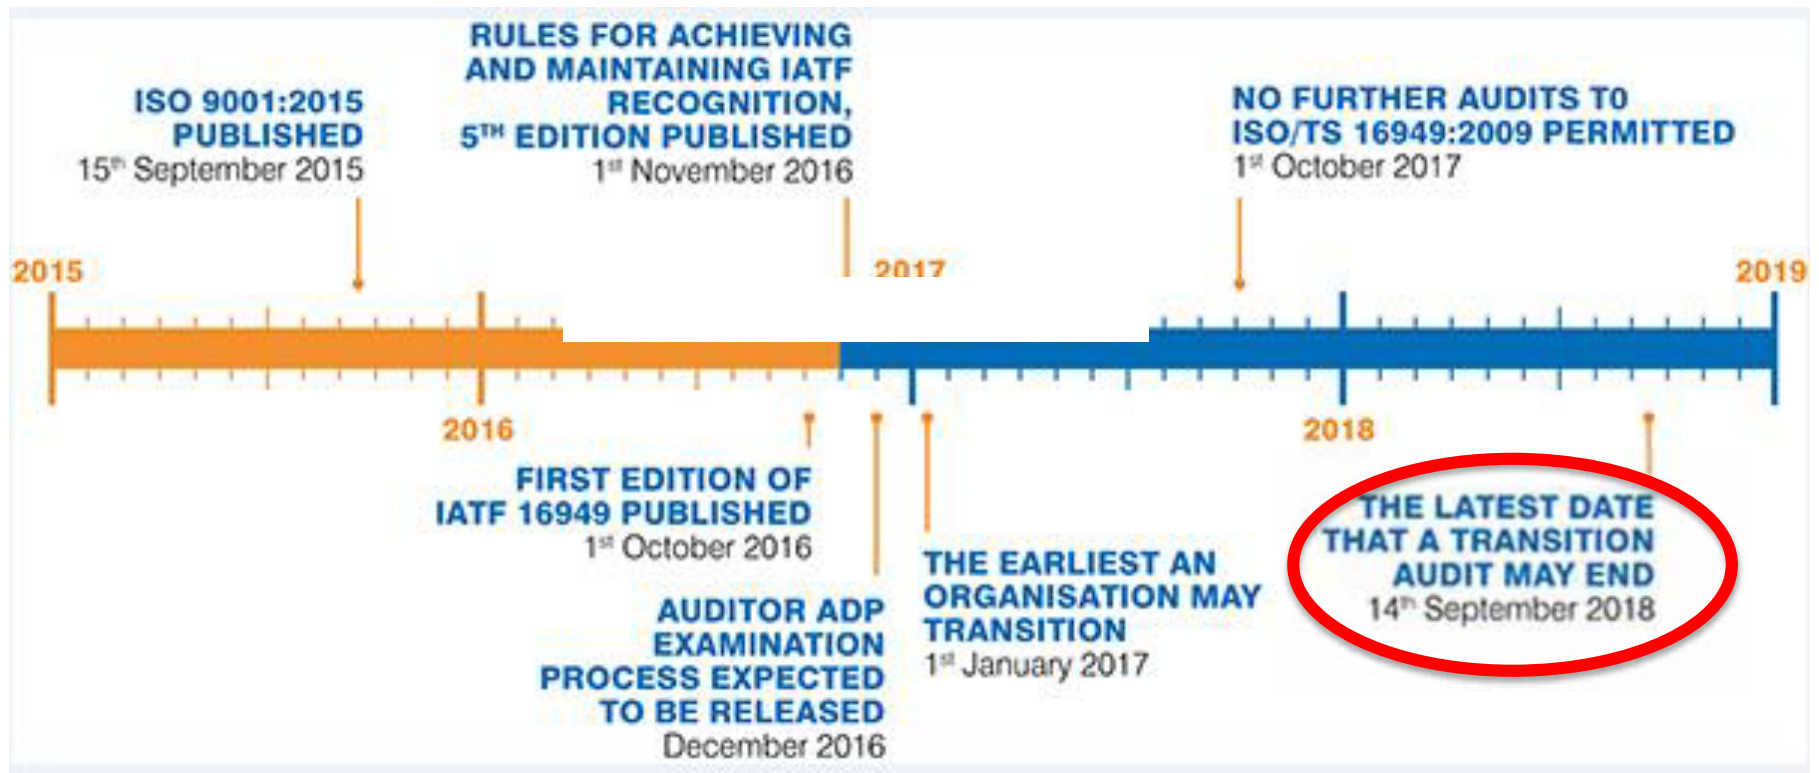 RULES FOR ACHIEVING
AND MAINTAINING IATF
RECOGNITION,
5TH EDITION PUBLISHED
1st November 2016
ISO 9001:2015
PUBLISHED
15th September 2015
NO FURTHER AUDITS T0
ISO/TS 16949:2009 PERMITTED
1st October 2017
2015
2017
2019
2016
2018
FIRST EDITION OF
IATF 16949 PUBLISHED
1st October 2016
AUDITOR ADP
EXAMINATION
PROCESS EXPECTED
TO BE RELEASED
December 2016
THE EARLIEST AN
ORGANISATION MAY
TRANSITION
1st January 2017
THE LATEST DATE
THAT A TRANSITION
AUDIT MAY END
14th September 2018